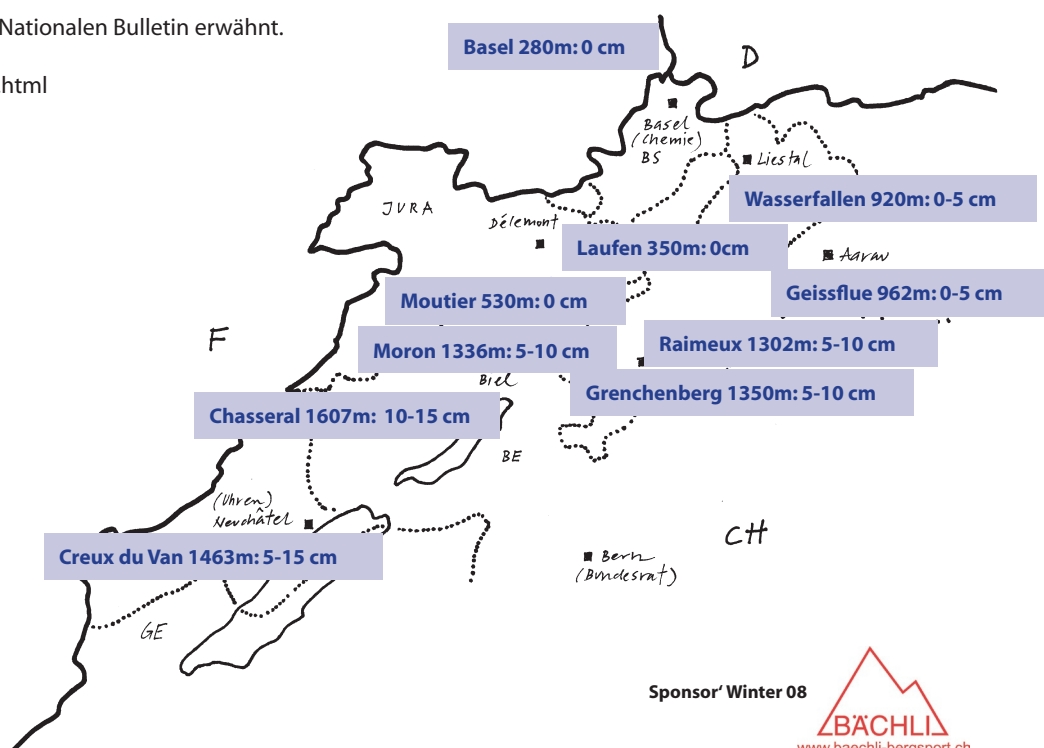 Nationalen Bulletin erwähnt.
html
Basel 280m: 0 cm
D
Basel
(Chemie)
BS
Liestal
JURA
Délemont
Wasserfallen 920m: 0-5 cm
Laufen 350m: 0cm
Aarau
Moutier 530m: 0 cm
Geissflue 962m: 0-5 cm
F
Moron 1336m: 5-10 cm
Raimeux 1302m: 5-10 cm
Biel
Grenchenberg 1350m: 5-10 cm
Chasseral 1607m: 10-15 cm
BE
(Uhren)
Neuchâtel
CH
Creux du Van 1463m: 5-15 cm
Bern
(Bundesrat)
GE
Sponsor‘ Winter 08
BÄCHLI
www.baechli-bergsport.ch